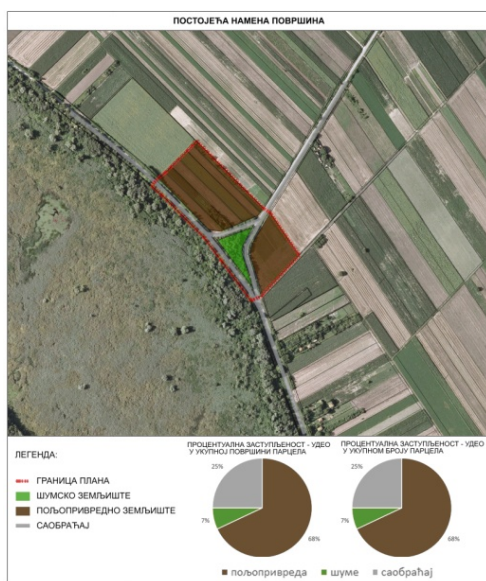 ПОСТОЈЕЋА НАМЕНА ПОВРШИНА
ЛЕГЕНДА:
ГРАНИЦА ПЛАНА
ШУМСКО ЗЕМЉИШТЕ
ПОЉОПРИВРЕДНО ЗЕМЉИШТЕ
САОБРАЋАЈ
ПРОЦЕНТУАЛНА ЗАСТУПЉЕНОСТ - УДЕО
У УКУПНОЈ ПОВРШИНИ ПАРЦЕЛА
25%
7%
68%
ПРОЦЕНТУАЛНА ЗАСТУПЉЕНОСТ - УДЕО
У УКУПНОМ БРОЈУ ПАРЦЕЛА
25%
7%
68%
пољопривреда шуме саобраћај